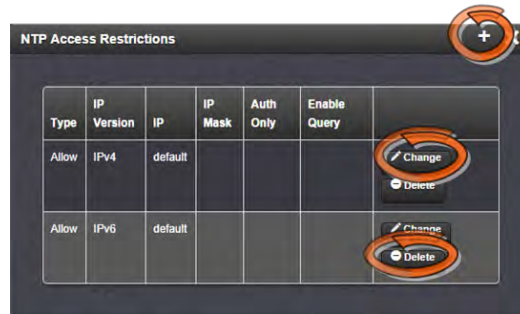 NTP Access Restrictions +
Type IP Version IP IP Mask Auth Only Enable Query
Allow IPv4 default Change
Delete
Allow IPv6 default Change
Delete